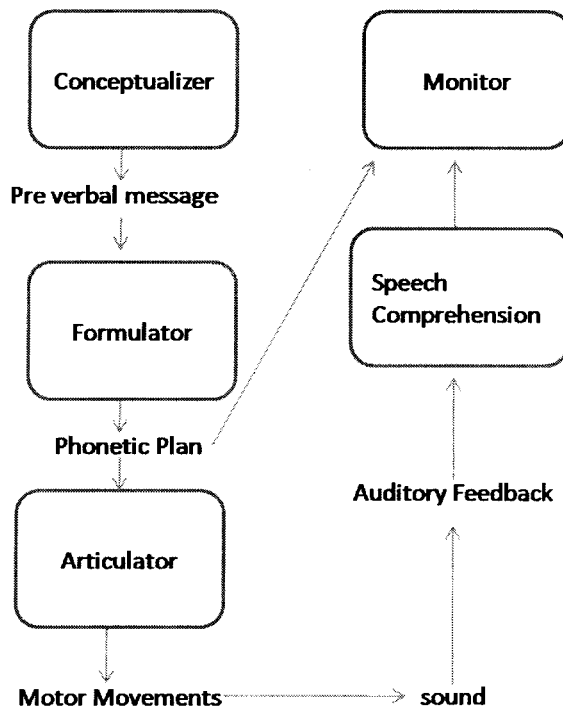 Conceptualizer
Monitor
Pre verbal message
Speech
Comprehension
Formulator
Phonetic Plan
Auditory Feedback
Articulator
Motor Movements
sound